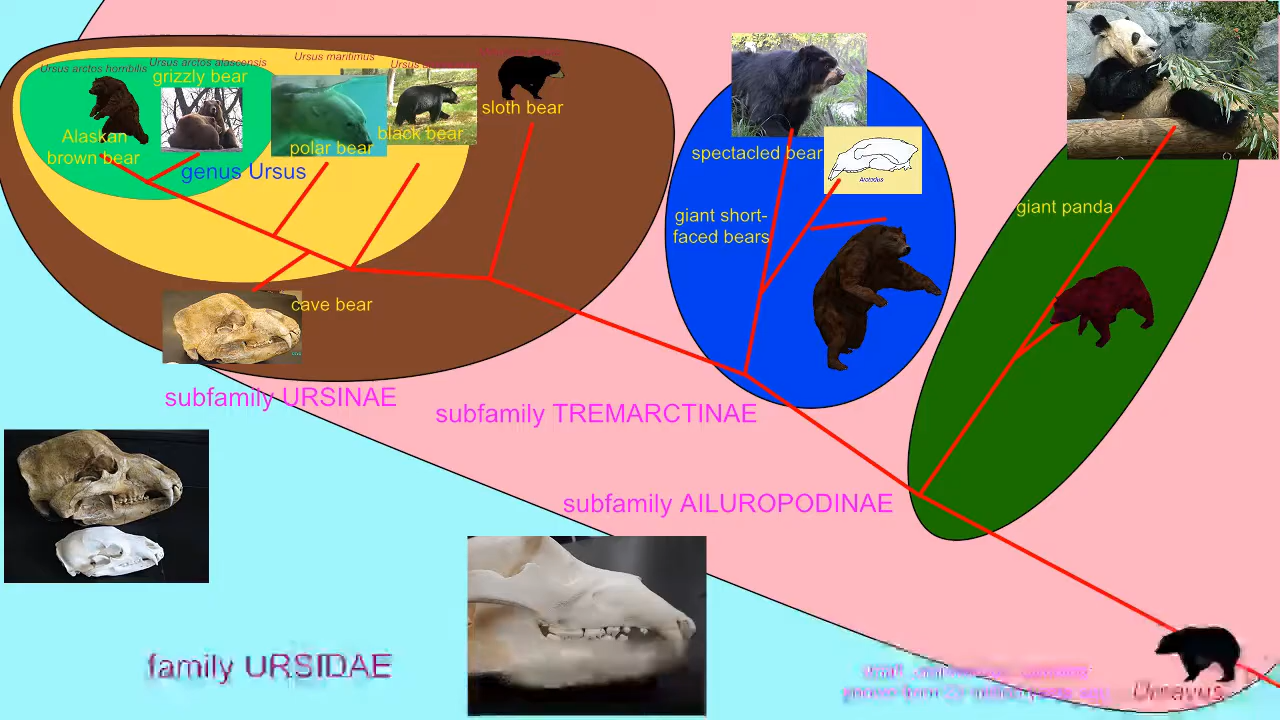 Ursus arctos horribilis
Ursus arctos alascensis
Ursus maritimus
Ursus
grizzly bear
Alaskan
brown bear
polar bear
black bear
sloth bear
genus Ursus
cave bear
spectacled bear
Arctodus
giant short-
faced bears
giant panda
subfamily URSINAE
subfamily TREMARCTINAE
subfamily AILUROPODINAE
family URSIDAE
Ursavus